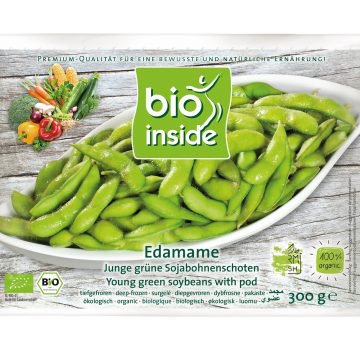 PREMIUM-QUALITÄT FÜR EINE BEWUSSTE UND NATÜRLICHE ERNÄHRUNG!
bio
inside
Edamame
Junge grüne Sojabohnenschoten
Young green soybeans with pod
tiefgefroren · deep-frozen · surgelé · diepgevroren · dybfrosne · pakaste
ökologisch · organic · biologique · biologisch · økologisk · luomu
300 g e
BIO
100%
organic